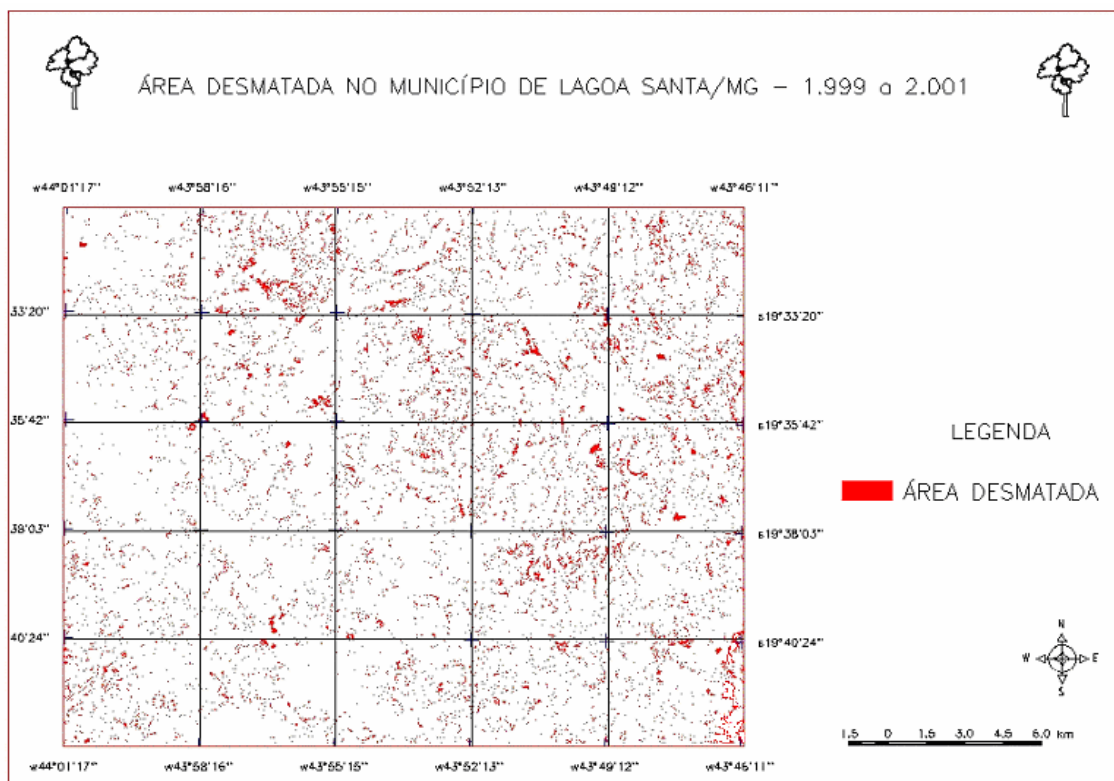 ÁREA DESMATADA NO MUNICÍPIO DE LAGOA SANTA/MG – 1.999 a 2.001
w44°01'17'' w43°58'16'' w43°55'15'' w43°52'13'' w43°49'12'' w43°46'11''
33'20'' s19°33'20''
35'42'' s19°35'42''
LEGENDA
ÁREA DESMATADA
38'03'' s19°38'03''
40'24'' s19°40'24''
N
W E
S
1.5 0 1.5 3.0 4.5 6.0 km
w44°01'17'' w43°58'16'' w43°55'15'' w43°52'13'' w43°49'12'' w43°46'11''